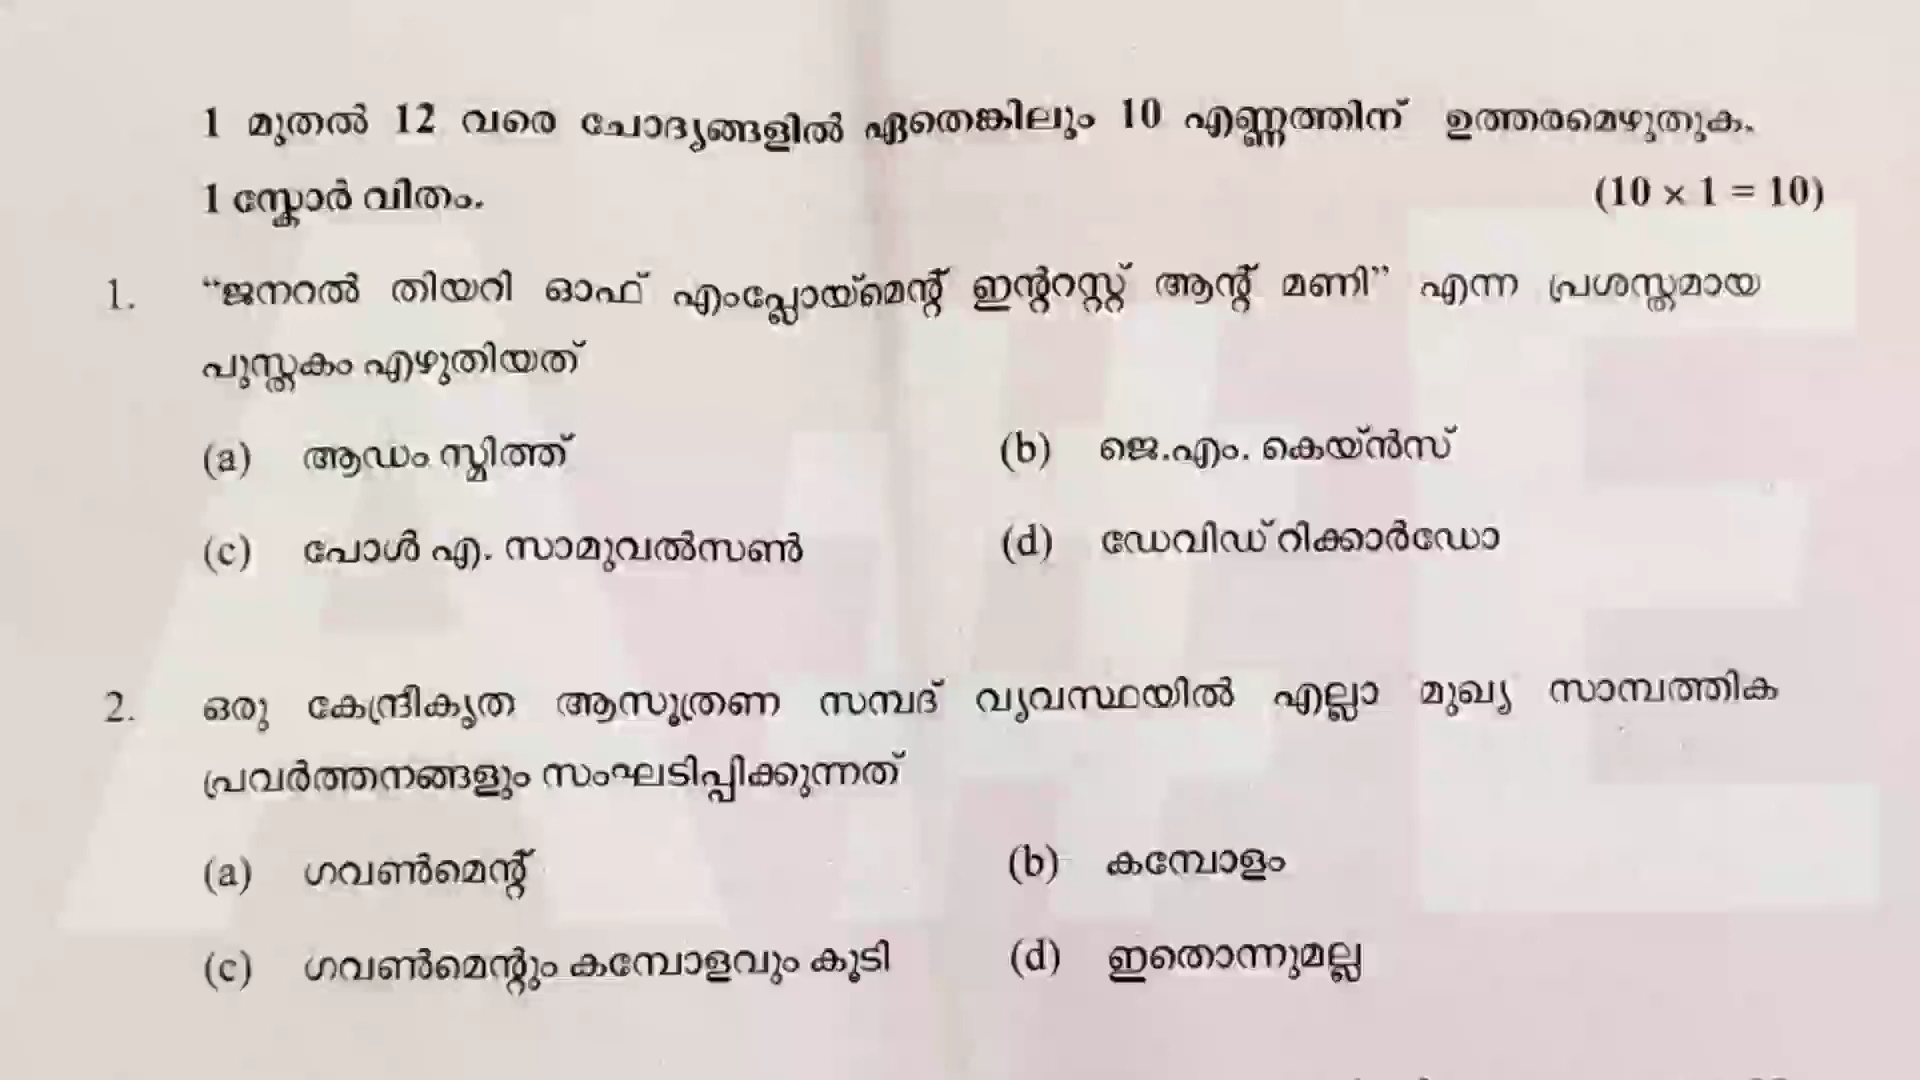 1 മുതൽ 12 വരെ ചോദ്യങ്ങളിൽ ഏതെങ്കിലും 10 എണ്ണത്തിന് ഉത്തരമെഴുതുക.
1 സ്കോർ വിതം. (10 × 1 = 10)
1. “ജനറൽ തിയറി ഓഫ് എംപ്ലോയ്മെന്റ് ഇന്ററസ്റ്റ് ആന്റ് മണി” എന്ന പ്രശസ്തമായ
പുസ്തകം എഴുതിയത്
(a) ആഡം സ്മിത്ത് (b) ജെ.എം. കെയ്ൻസ്
(c) പോൾ എ. സാമുവൽസൺ (d) ഡേവിഡ് റിക്കാർഡോ
2. ഒരു കേന്ദ്രീകൃത ആസൂത്രണ സമ്പദ് വ്യവസ്ഥയിൽ എല്ലാ മുഖ്യ സാമ്പത്തിക
പ്രവർത്തനങ്ങളും സംഘടിപ്പിക്കുന്നത്
(a) ഗവൺമെന്റ് (b) കമ്പോളം
(c) ഗവൺമെന്റും കമ്പോളവും കൂടി (d) ഇതൊന്നുമല്ല